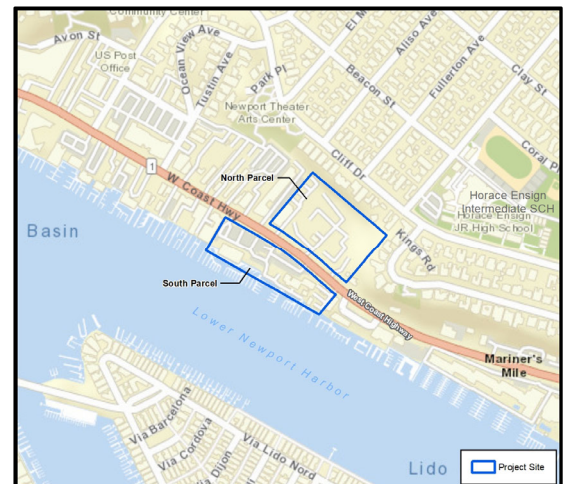 Community Center
Avon St
US Post
Office
Ocean View Ave
Tustin Ave
Park Pl
El M
Aliso Ave
Fullerton Ave
Beacon St
Clay St
Newport Theater
Arts Center
Cliff Dr
Coral P
1
W Coast Hwy
North Parcel
Horace Ensign
Intermediate SCH
Horace Ensign
JR High School
Kings Rd
Basin
South Parcel
West Coast Highway
Lower Newport Harbor
Mariner's
Mile
Via Barcelona
Via Cordova
Via Dijon
Via Lido Nord
Lido
Project Site